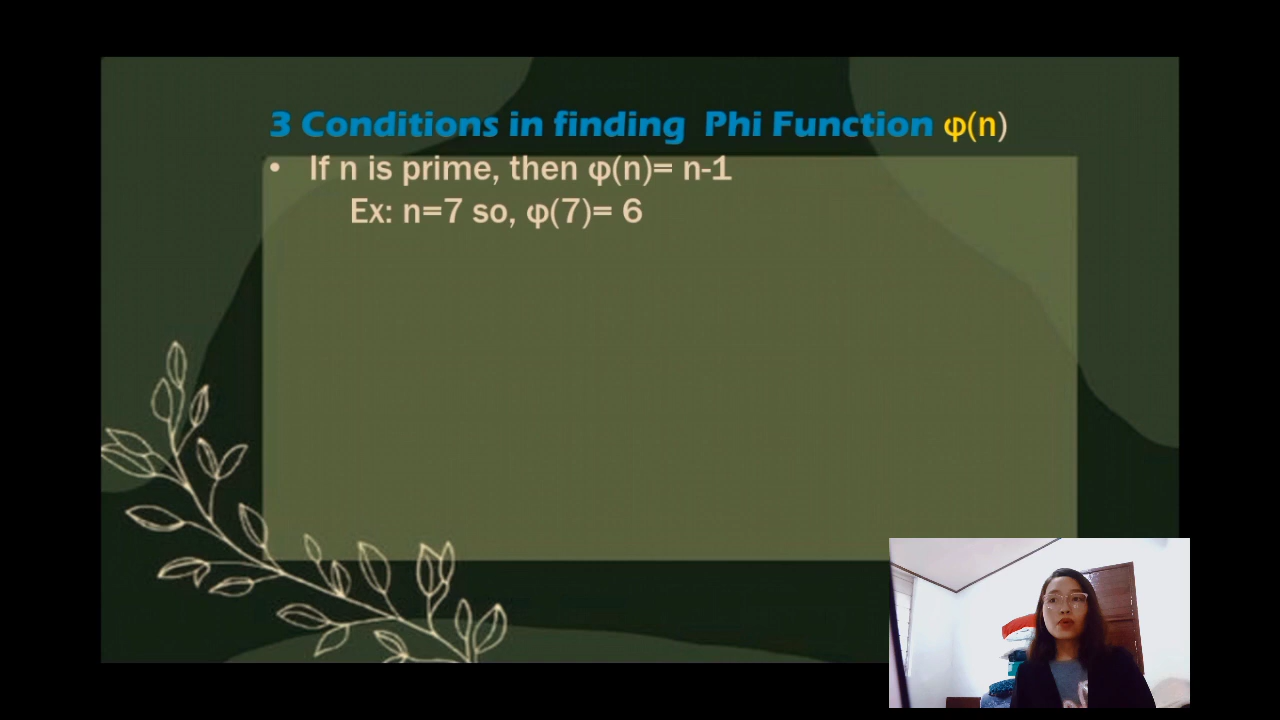 3 Conditions in finding Phi Function φ(n)
• If n is prime, then φ(n)= n-1
Ex: n=7 so, φ(7)= 6